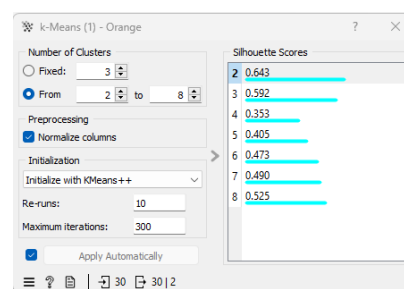 k-Means (1) - Orange
Number of Clusters
Fixed: 3
From 2 to 8
Preprocessing
Normalize columns
Initialization
Initialize with KMeans++
Re-runs: 10
Maximum iterations: 300
Apply Automatically
30 30|2
Silhouette Scores
2 0.643
3 0.592
4 0.353
5 0.405
6 0.473
7 0.490
8 0.525